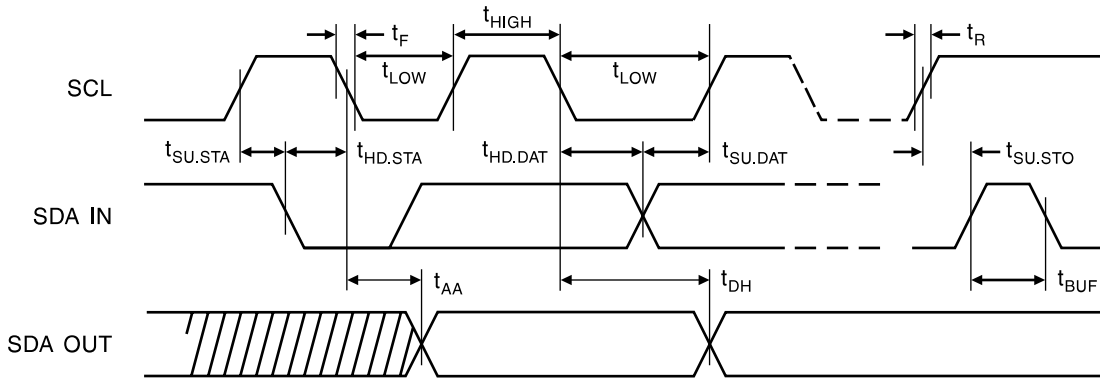 tHIGH
tF
tR
tLOW
tLOW
SCL
tSU.STA
tHD.STA
tHD.DAT
tSU.DAT
tSU.STO
SDA IN
tAA
tDH
tBUF
SDA OUT